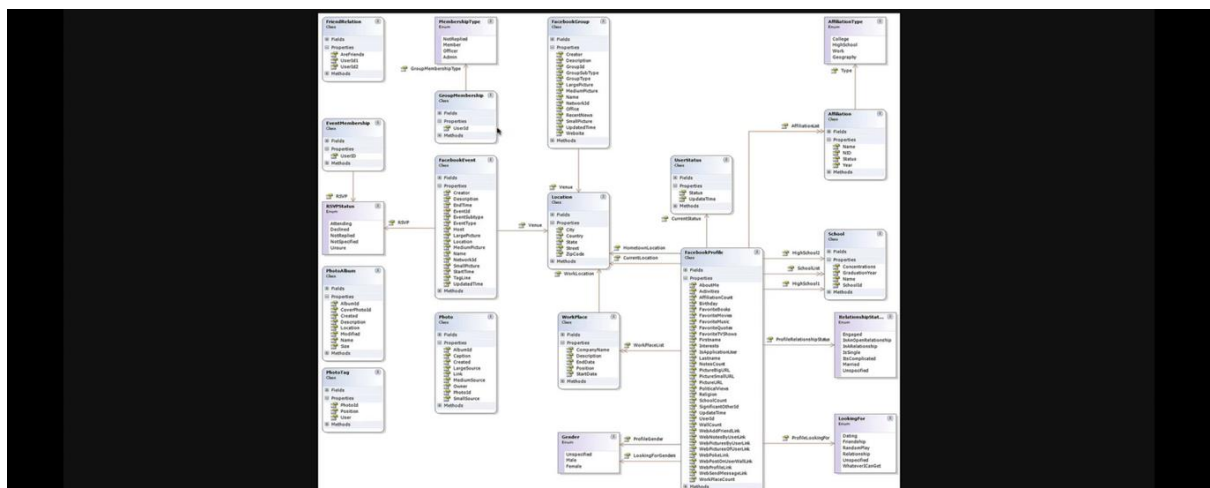 FriendRelation
Class
Fields
Properties
AreFriends
UserId1
UserId2
Methods
MembershipType
Enum
NotReplied
Member
Officer
Admin
GroupMembershipType
GroupMembership
Class
Fields
Properties
UserId
Methods
FacebookGroup
Class
Fields
Properties
Creator
Description
GroupId
GroupSubType
GroupType
LargePicture
MediumPicture
Name
NetworkId
Office
RecentNews
SmallPicture
UpdatedTime
Website
Methods
AffiliationType
Enum
College
HighSchool
Work
Geography
Type
Affiliation
Class
Fields
Properties
Name
NID
Status
Year
Methods
AffiliationList
EventMembership
Class
Fields
Properties
UserID
Methods
RSVP
RSVPStatus
Enum
Attending
Declined
NotReplied
NotSpecified
Unsure
RSVP
FacebookEvent
Class
Fields
Properties
Creator
Description
EndTime
EventId
EventSubtype
EventType
Host
LargePicture
Location
MediumPicture
Name
NetworkId
SmallPicture
StartTime
TagLine
UpdatedTime
Methods
Venue
Venue
Location
Class
Fields
Properties
City
Country
State
Street
ZipCode
Methods
WorkLocation
UserStatus
Class
Fields
Properties
Status
UpdateTime
Methods
CurrentStatus
HometownLocation
CurrentLocation
FacebookProfile
Class
Fields
Properties
AboutMe
Activities
AffiliationCount
Birthday
FavoriteBooks
FavoriteMovies
FavoriteMusic
FavoriteQuotes
FavoriteTVShows
Firstname
Interests
IsApplicationUser
Lastname
NotesCount
PictureBigURL
PictureSmallURL
PictureURL
PoliticalViews
Religion
SchoolCount
SignificantOtherId
UpdateTime
UserId
WallCount
WebAddFriendLink
WebNotesByUserLink
WebPicturesByUserLink
WebPicturesOfUserLink
WebPokeLink
WebPostOnUserWallLink
WebProfileLink
WebSendMessageLink
WorkPlaceCount
Methods
HighSchool2
SchoolList
HighSchool1
School
Class
Fields
Properties
Concentrations
GraduationYear
Name
SchoolId
Methods
PhotoAlbum
Class
Fields
Properties
AlbumId
CoverPhotoId
Created
Description
Location
Modified
Name
Size
Methods
Photo
Class
Fields
Properties
AlbumId
Caption
Created
LargeSource
Link
MediumSource
Owner
PhotoId
SmallSource
Methods
WorkPlace
Class
Fields
Properties
CompanyName
Description
EndDate
Position
StartDate
Methods
WorkPlaceList
ProfileRelationshipStatus
RelationshipStat...
Enum
Engaged
InAnOpenRelationship
InARelationship
IsSingle
ItsComplicated
Married
Unspecified
PhotoTag
Class
Fields
Properties
PhotoId
Position
User
Methods
Gender
Enum
Unspecified
Male
Female
ProfileGender
LookingForGenders
ProfileLookingFor
LookingFor
Enum
Dating
Friendship
RandomPlay
Relationship
Unspecified
WhateverICanGet